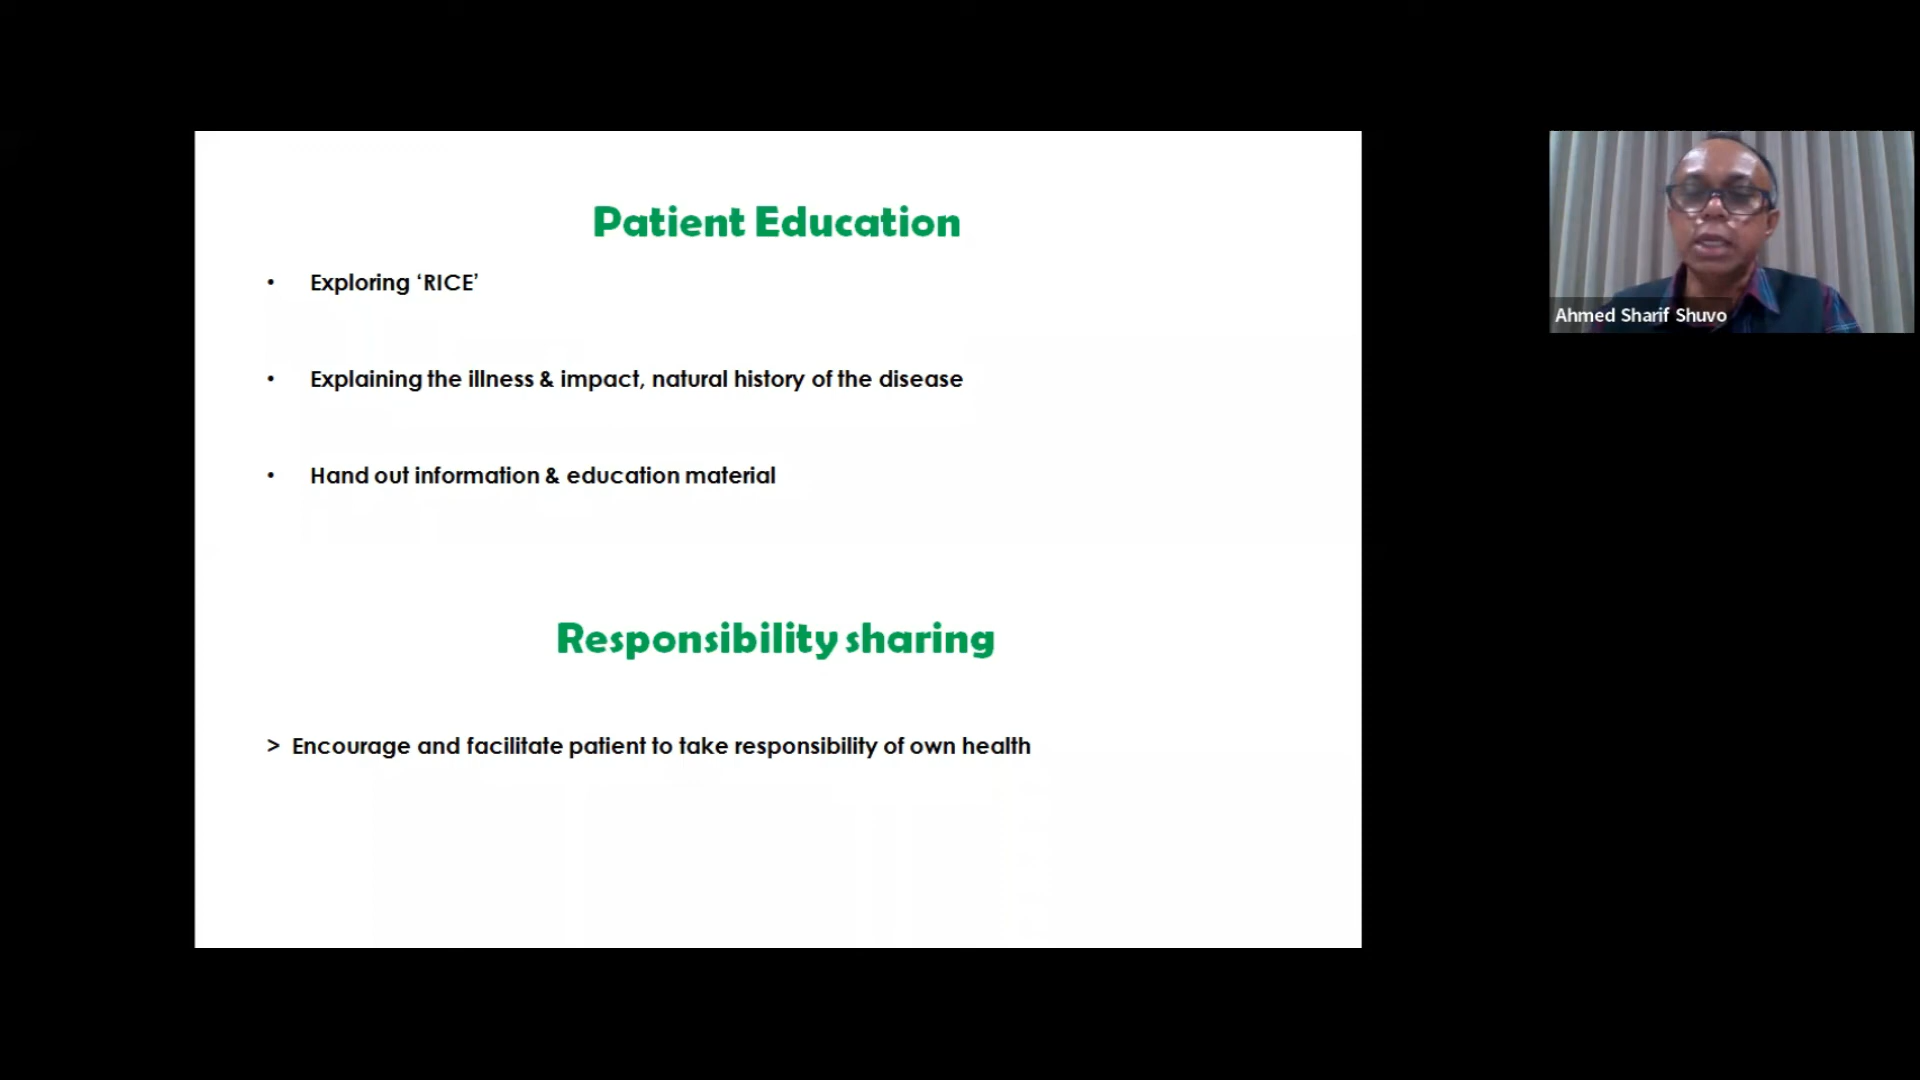 Patient Education
• Exploring ‘RICE’
• Explaining the illness & impact, natural history of the disease
• Hand out information & education material
Responsibility sharing
> Encourage and facilitate patient to take responsibility of own health
Ahmed Sharif Shuvo